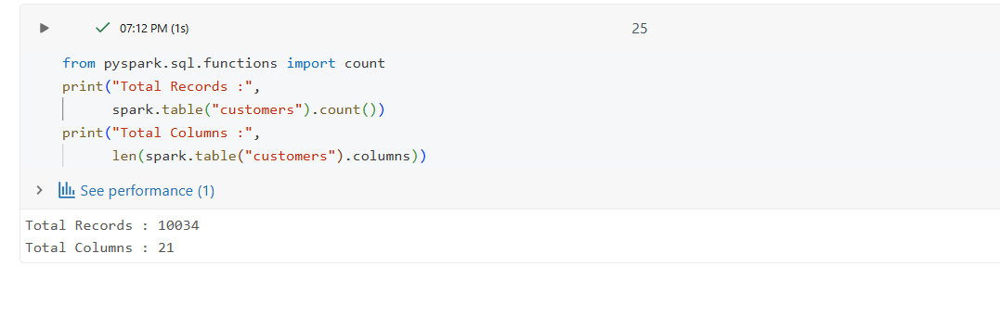 07:12 PM (1s)
25
from pyspark.sql.functions import count
print("Total Records :",
spark.table("customers").count())
print("Total Columns :",
len(spark.table("customers").columns))
See performance (1)
Total Records : 10034
Total Columns : 21